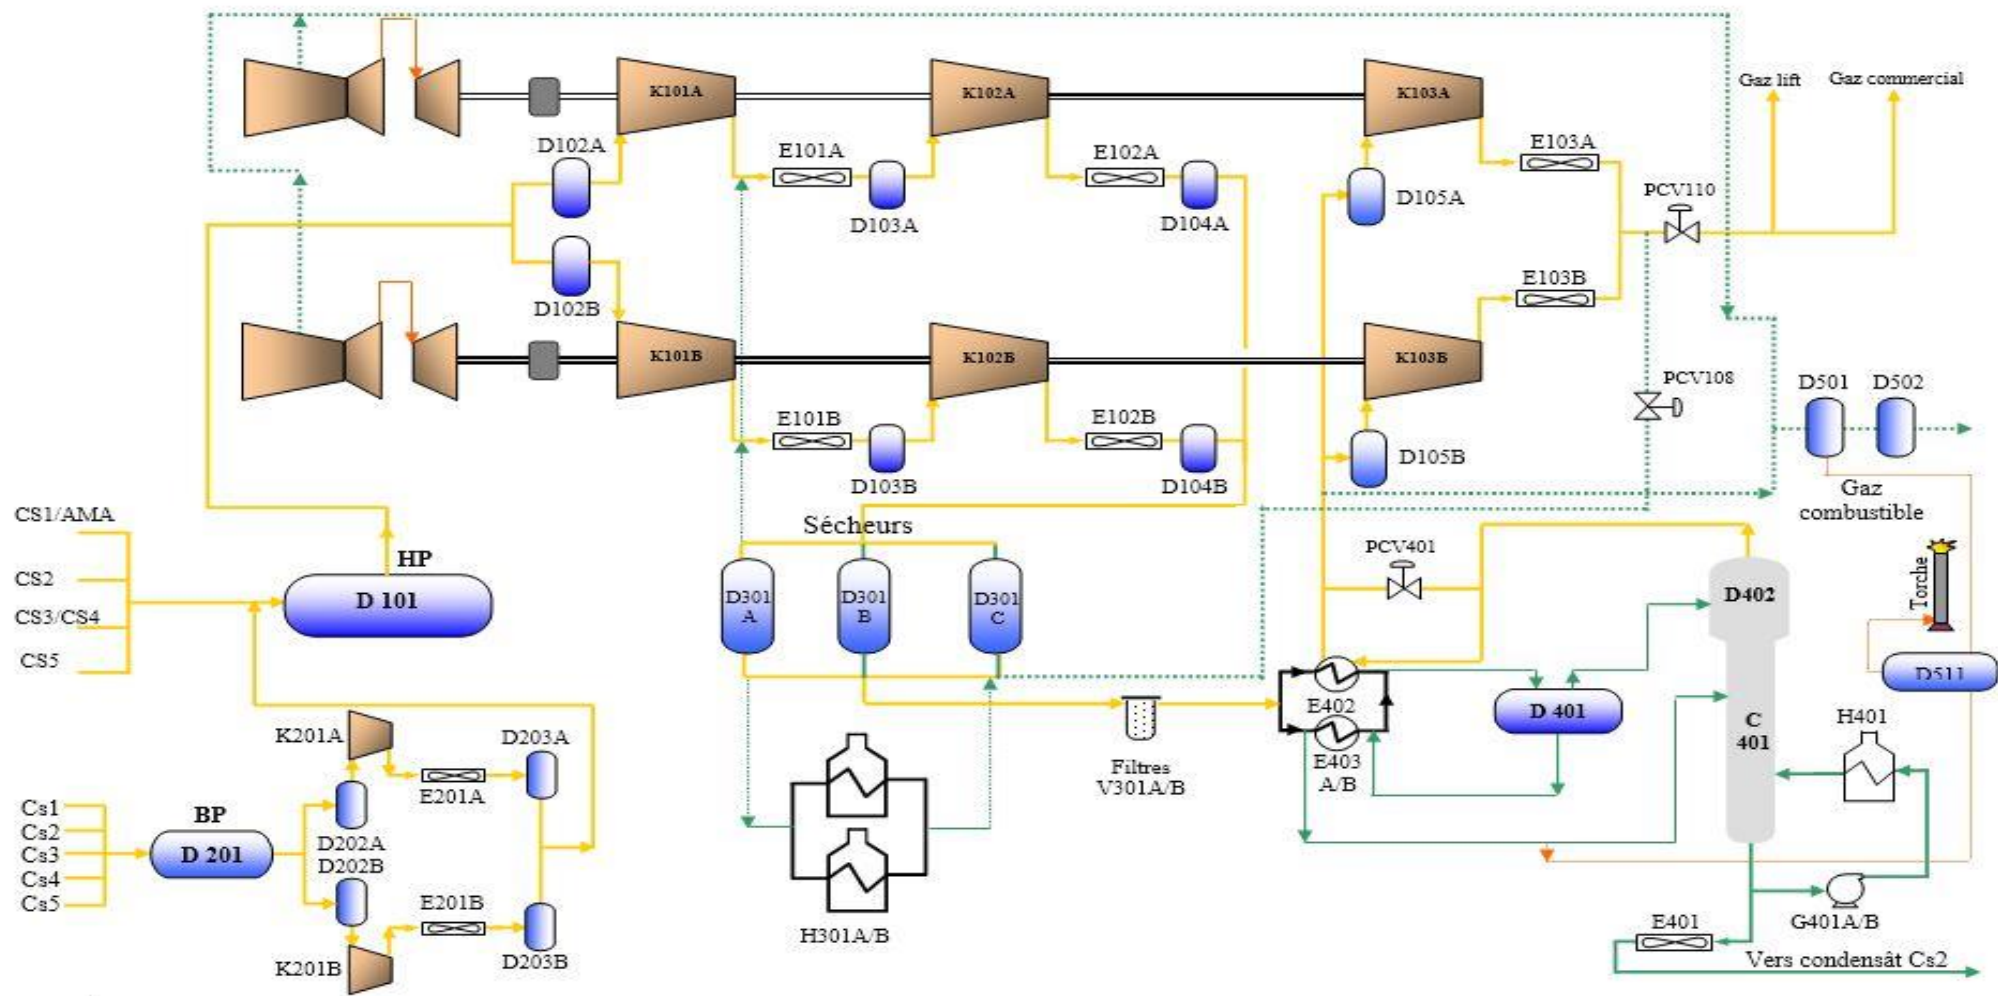 Gaz lift
Gaz commercial
K101A
K102A
K103A
D102A
E101A
E102A
E103A
D103A
D104A
D105A
PCV110
D102B
E103B
K101B
K102B
K103B
PCV108
D501
D502
E101B
E102B
D105B
D103B
D104B
Gaz
combustible
CS1/AMA
CS2
CS3/CS4
CS5
HP
D 101
Sécheurs
D301
A
D301
B
D301
C
PCV401
D402
Torche
D511
E402
E403
A/B
D 401
C
401
H401
Filtres
V301A/B
K201A
D203A
E201A
BP
D 201
Cs1
Cs2
Cs3
Cs4
Cs5
D202A
D202B
E201B
K201B
D203B
H301A/B
E401
G401A/B
Vers condensât Cs2